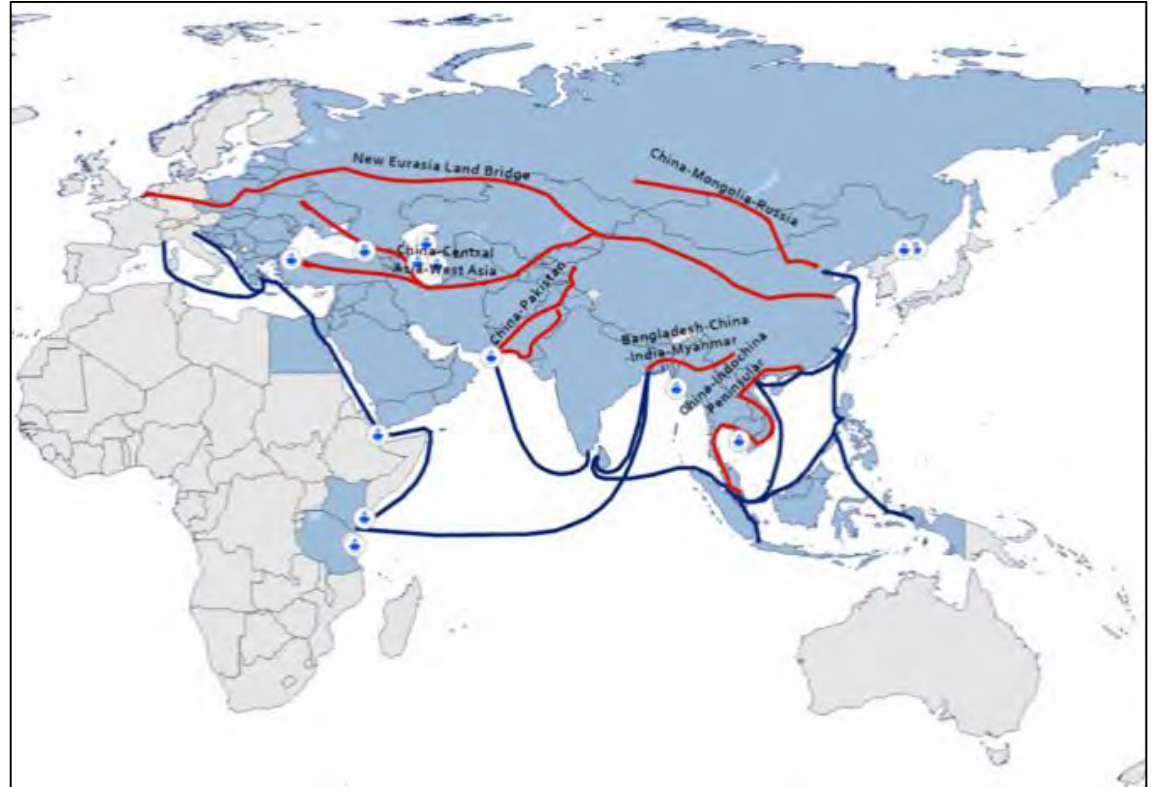 New Eurasia Land Bridge
China-Mongolia-Russia
China-Central
Asia-West Asia
China-Pakistan
Bangladesh-China
-India-Myanmar
China-Indochina
Peninsular